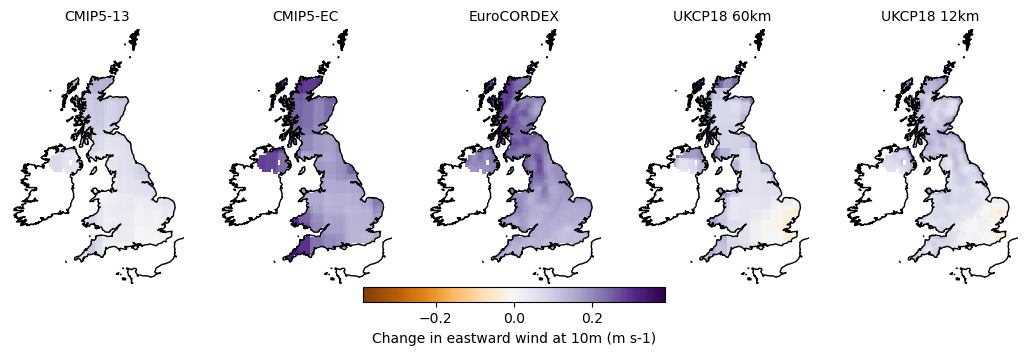 CMIP5-13
CMIP5-EC
EuroCORDEX
UKCP18 60km
UKCP18 12km
−0.2
0.0
0.2
Change in eastward wind at 10m (m s-1)